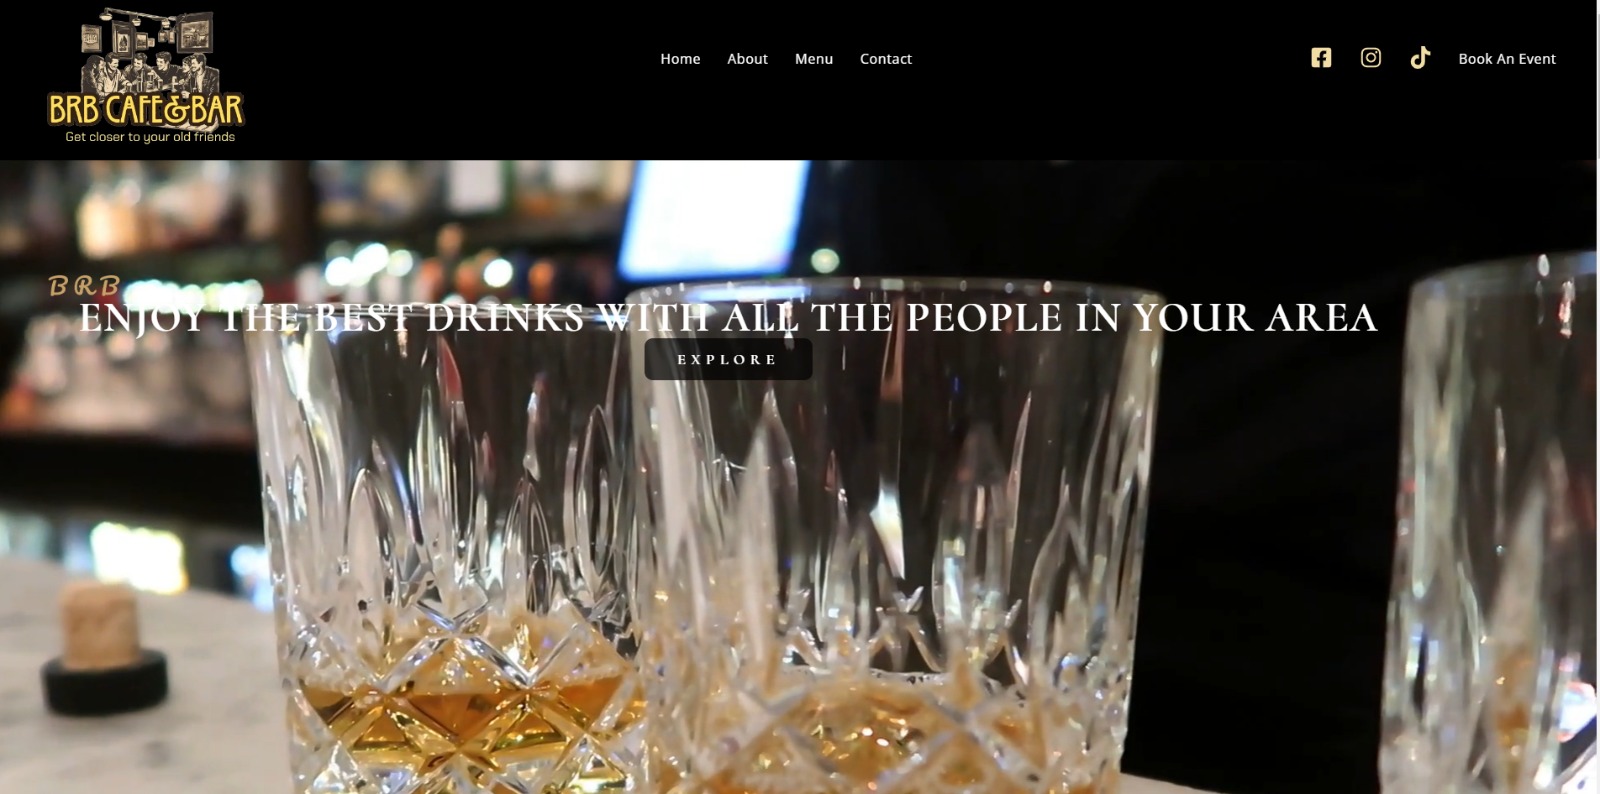 BRB CAFE&BAR
Get closer to your old friends
Home About Menu Contact
Book An Event
BRB
ENJOY THE BEST DRINKS WITH ALL THE PEOPLE IN YOUR AREA
EXPLORE